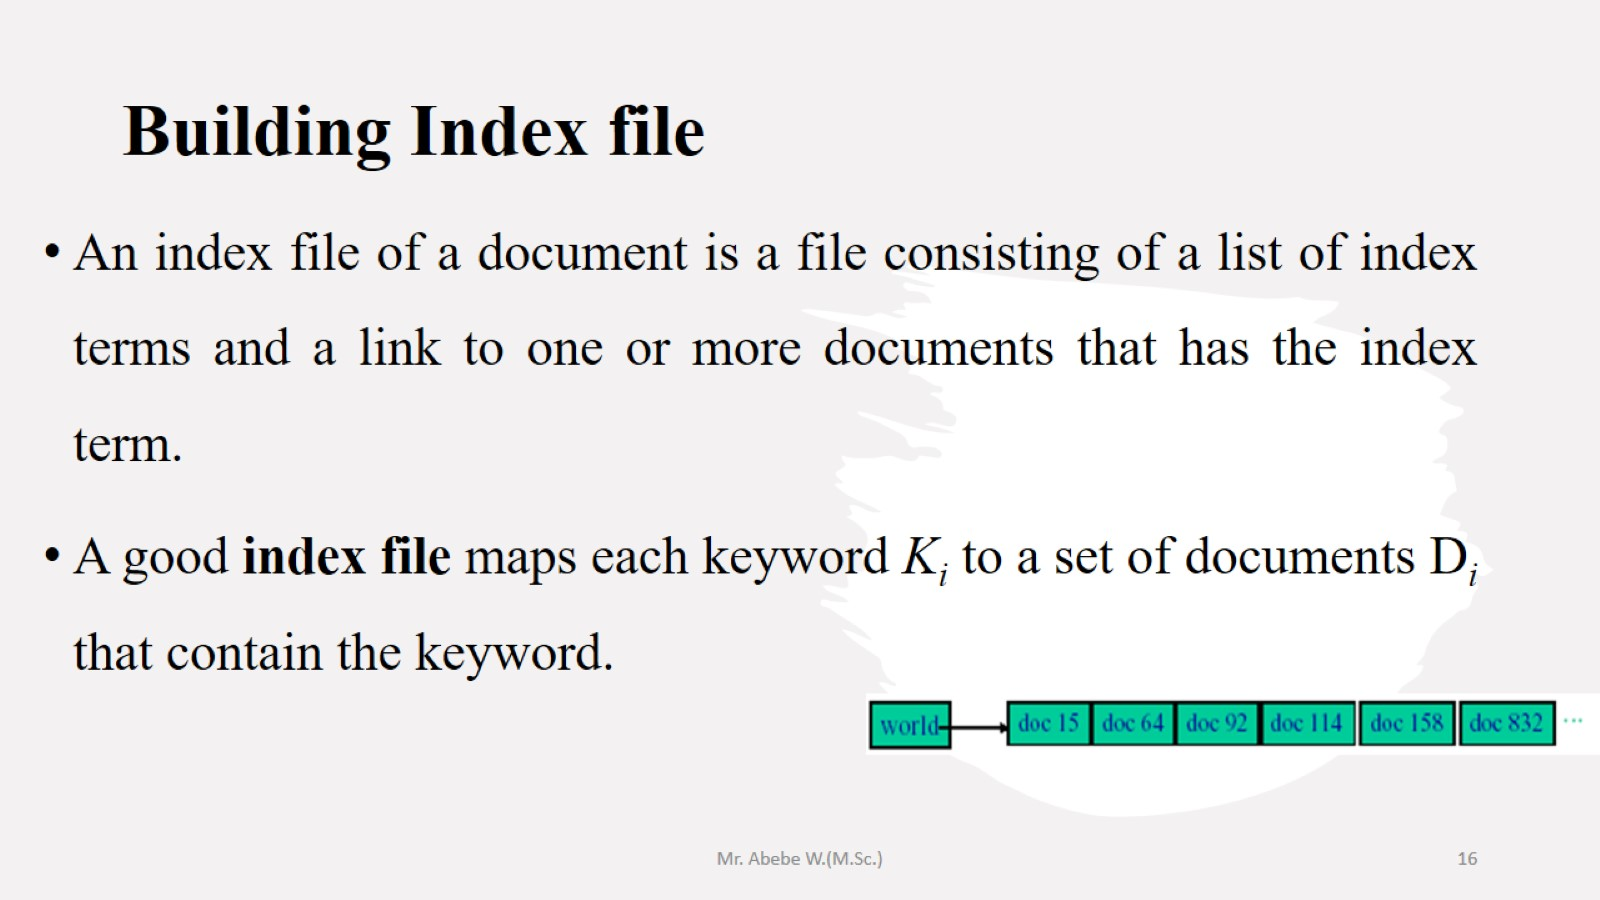 Building Index file
• An index file of a document is a file consisting of a list of index
terms and a link to one or more documents that has the index
term.
• A good index file maps each keyword Ki to a set of documents Di
that contain the keyword.
world doc 15 doc 64 doc 92 doc 114 doc 158 doc 832 ...
Mr. Abebe W.(M.Sc.) 16